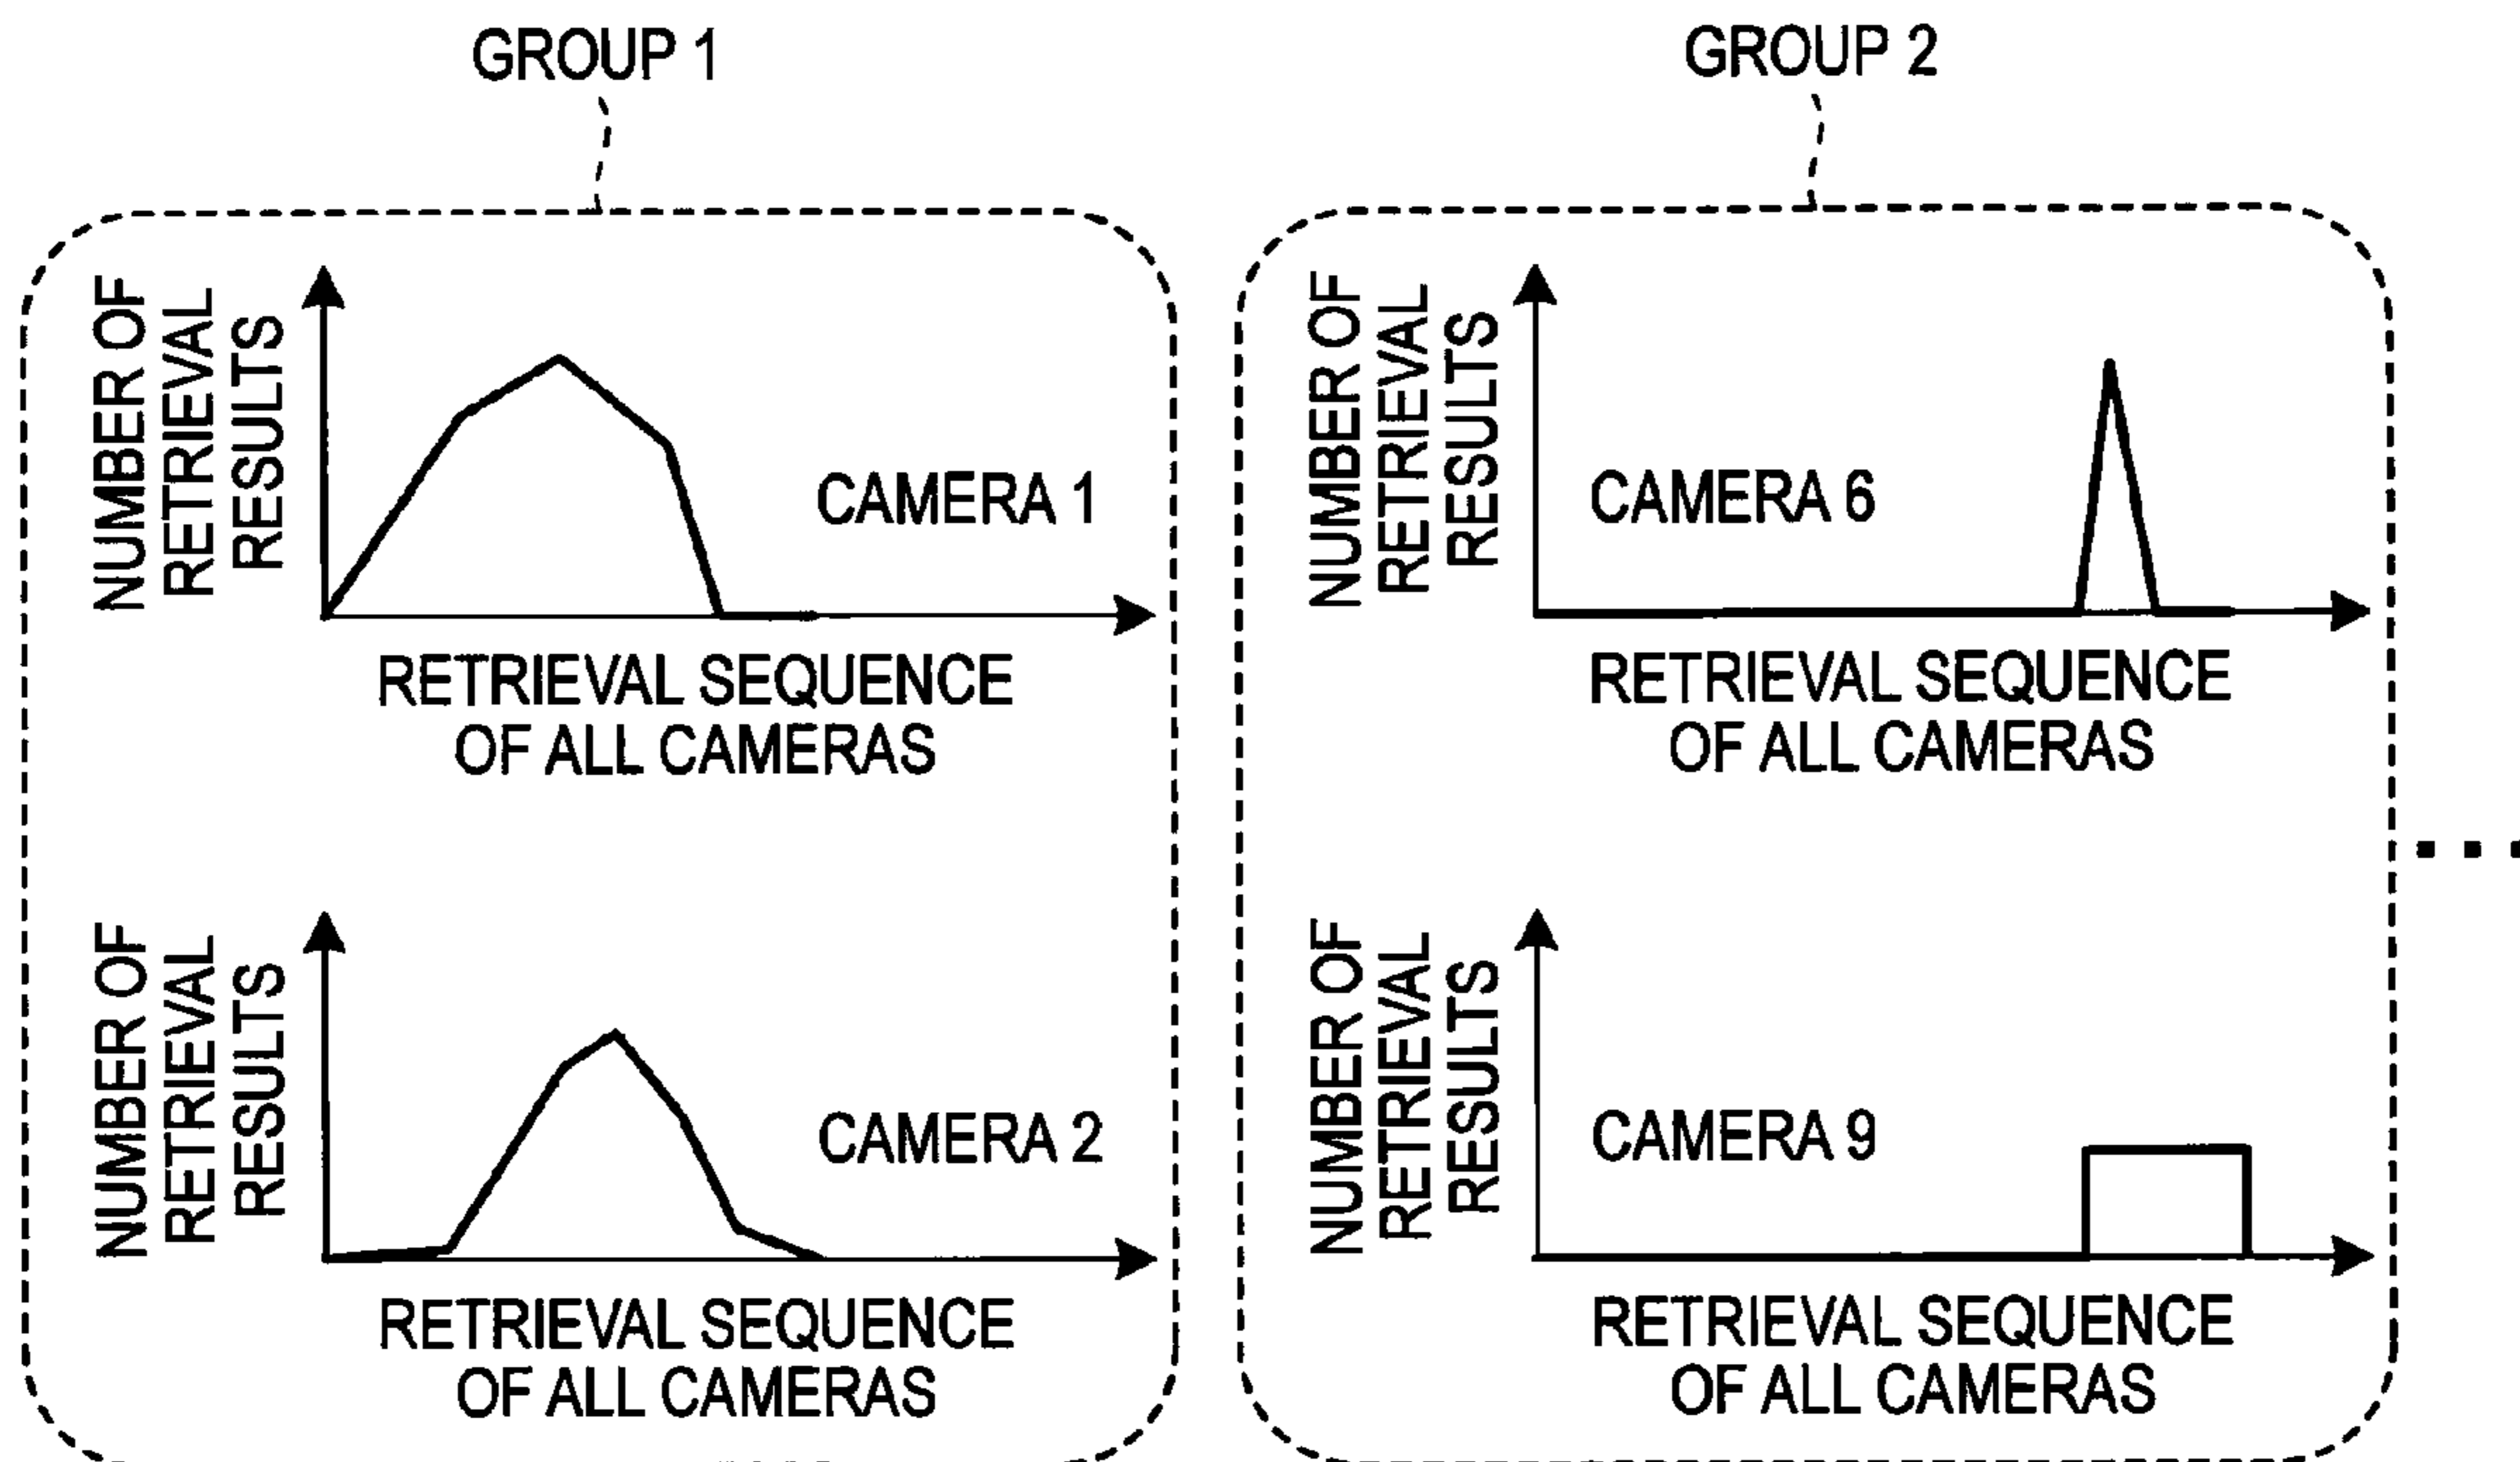 GROUP 1
NUMBER OF
RETRIEVAL
RESULTS
CAMERA 1
RETRIEVAL SEQUENCE
OF ALL CAMERAS
NUMBER OF
RETRIEVAL
RESULTS
CAMERA 2
RETRIEVAL SEQUENCE
OF ALL CAMERAS
GROUP 2
NUMBER OF
RETRIEVAL
RESULTS
CAMERA 6
RETRIEVAL SEQUENCE
OF ALL CAMERAS
NUMBER OF
RETRIEVAL
RESULTS
CAMERA 9
RETRIEVAL SEQUENCE
OF ALL CAMERAS
...